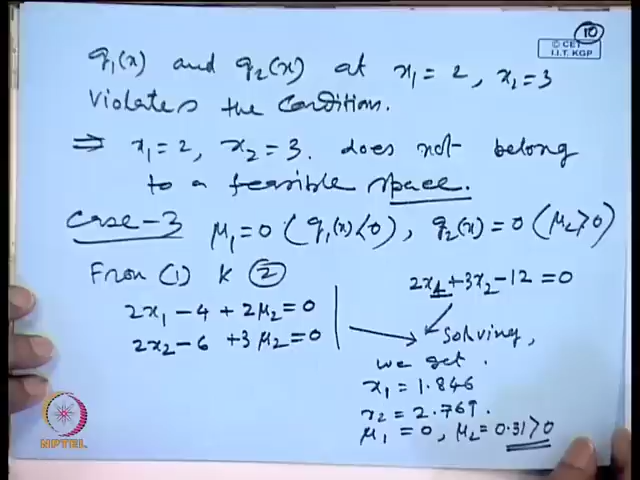 10
© CET
I.I.T. KGP
g₁(x) and g₂(x) at x₁ = 2, x₂ = 3
violates the condition.
⇒ x₁ = 2, x₂ = 3. does not belong
to a feasible space.
Case-3 μ₁ = 0 (g₁(x) < 0), g₂(x) = 0 (μ₂ > 0)
From (1) & (2)
2x₁ + 3x₂ - 12 = 0
2x₁ - 4 + 2μ₂ = 0
2x₂ - 6 + 3μ₂ = 0
Solving,
we get.
x₁ = 1.846
x₂ = 2.769.
μ₁ = 0, μ₂ = 0.31 > 0
NPTEL